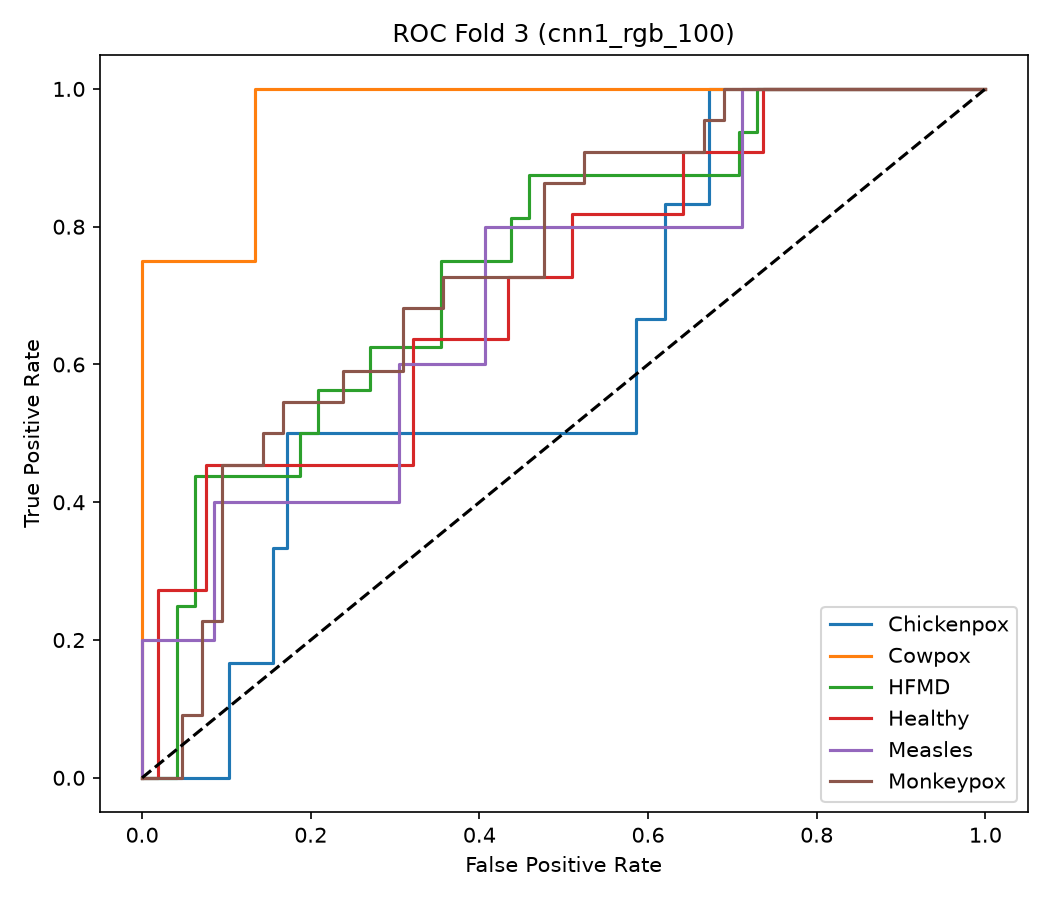 ROC Fold 3 (cnn1_rgb_100)
True Positive Rate
1.0
0.8
0.6
0.4
0.2
0.0
Chickenpox
Cowpox
HFMD
Healthy
Measles
Monkeypox
0.0 0.2 0.4 0.6 0.8 1.0
False Positive Rate